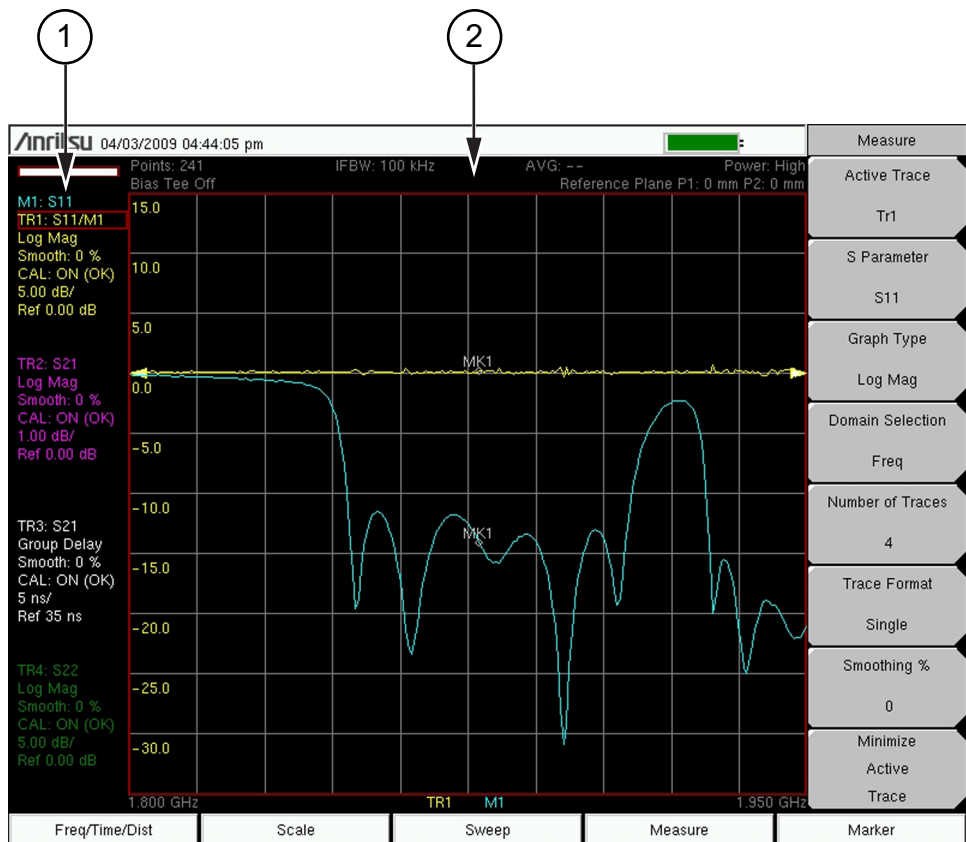 1
2
Anritsu 04/03/2009 04:44:05 pm
Points: 241 IFBW: 100 kHz AVG: -- Power: High
Bias Tee Off Reference Plane P1: 0 mm P2: 0 mm
M1: S11
TR1: S11/M1
Log Mag
Smooth: 0 %
CAL: ON (OK)
5.00 dB/
Ref 0.00 dB
TR2: S21
Log Mag
Smooth: 0 %
CAL: ON (OK)
1.00 dB/
Ref 0.00 dB
TR3: S21
Group Delay
Smooth: 0 %
CAL: ON (OK)
5 ns/
Ref 35 ns
TR4: S22
Log Mag
Smooth: 0 %
CAL: ON (OK)
5.00 dB/
Ref 0.00 dB
15.0
10.0
5.0
0.0
-5.0
-10.0
-15.0
-20.0
-25.0
-30.0
MK1
MK1
1.800 GHz TR1 M1 1.950 GHz
Measure
Active Trace
Tr1
S Parameter
S11
Graph Type
Log Mag
Domain Selection
Freq
Number of Traces
4
Trace Format
Single
Smoothing %
0
Minimize
Active
Trace
Freq/Time/Dist Scale Sweep Measure Marker